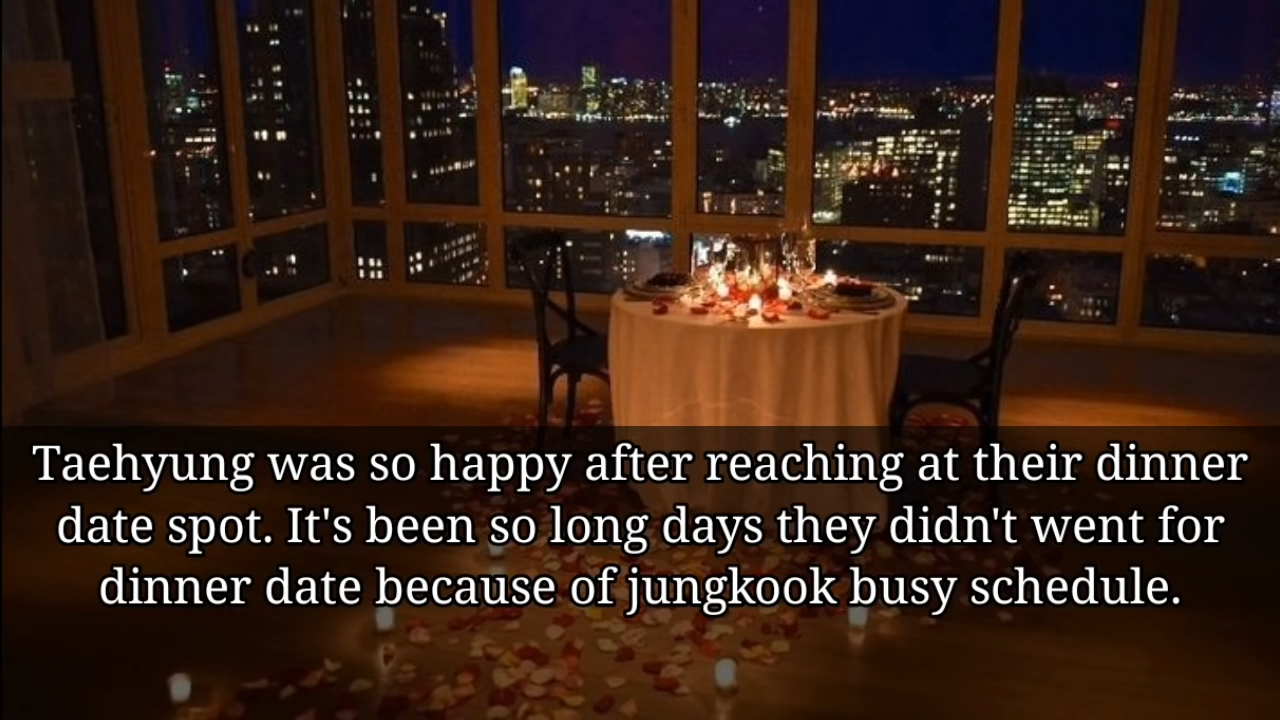 Taehyung was so happy after reaching at their dinner
date spot. It's been so long days they didn't went for
dinner date because of jungkook busy schedule.